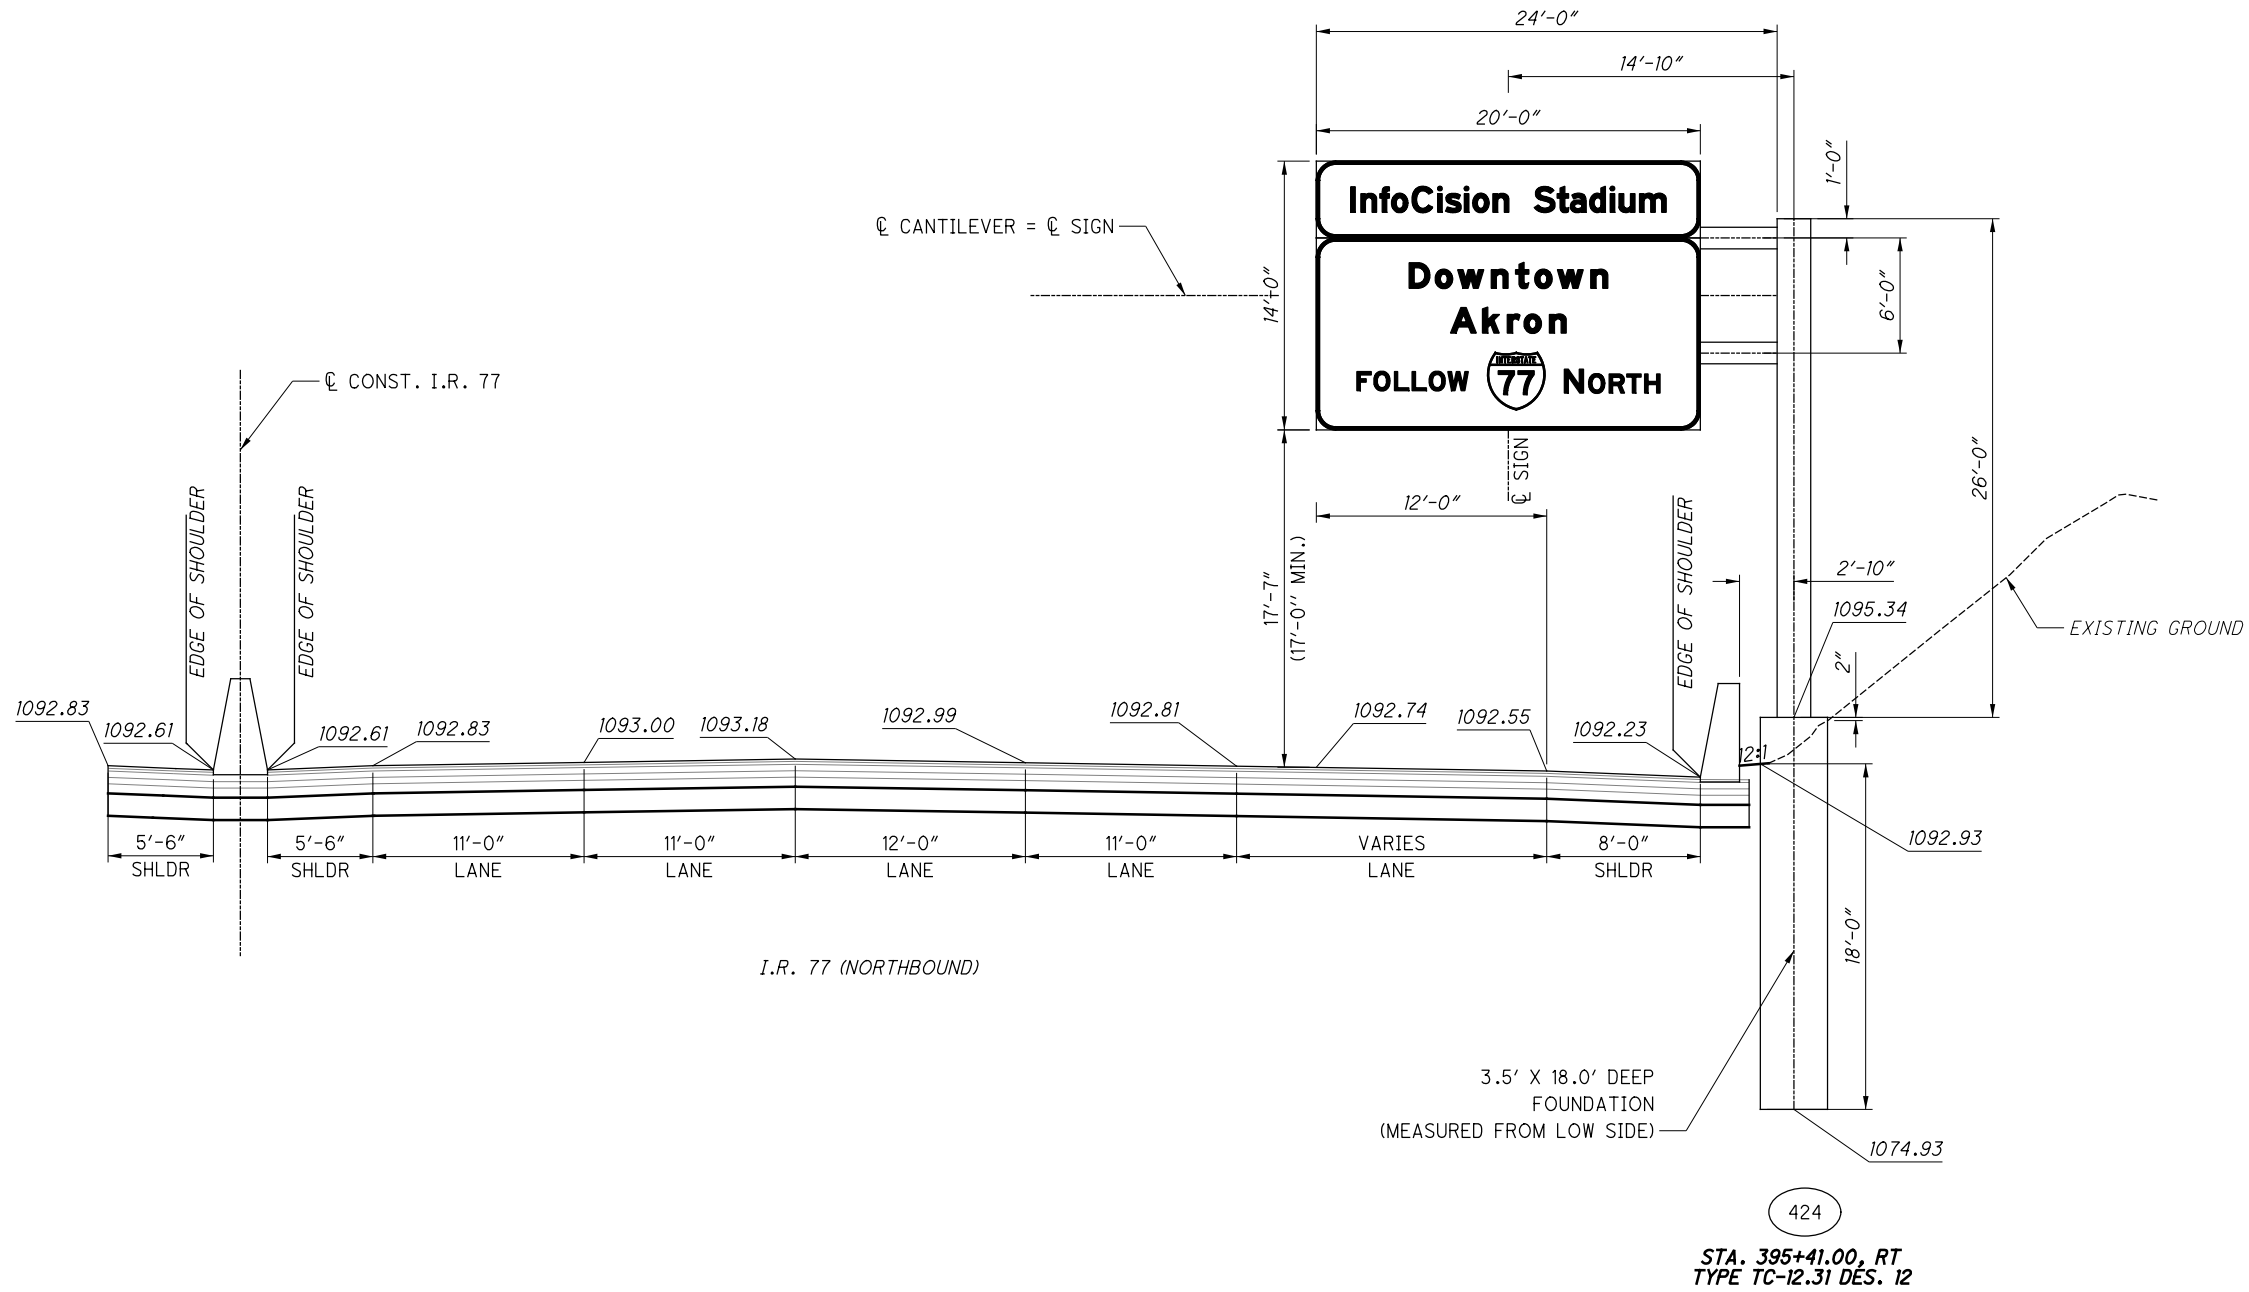 24'-0"
14'-10"
20'-0"
1'-0"
InfoCision Stadium
℄ CANTILEVER = ℄ SIGN
14'-0"
Downtown
Akron
6'-0"
INTERSTATE
FOLLOW 77 NORTH
℄ CONST. I.R. 77
℄ SIGN
26'-0"
12'-0"
EDGE OF SHOULDER
EDGE OF SHOULDER
EDGE OF SHOULDER
17'-7"
(17'-0" MIN.)
2'-10"
1095.34
EXISTING GROUND
2"
1092.83
1092.61
1092.61
1092.83
1093.00
1093.18
1092.99
1092.81
1092.74
1092.55
1092.23
12:1
5'-6"
SHLDR
5'-6"
SHLDR
11'-0"
LANE
11'-0"
LANE
12'-0"
LANE
11'-0"
LANE
VARIES
LANE
8'-0"
SHLDR
1092.93
18'-0"
I.R. 77 (NORTHBOUND)
3.5' X 18.0' DEEP
FOUNDATION
(MEASURED FROM LOW SIDE)
1074.93
424
STA. 395+41.00, RT
TYPE TC-12.31 DES. 12